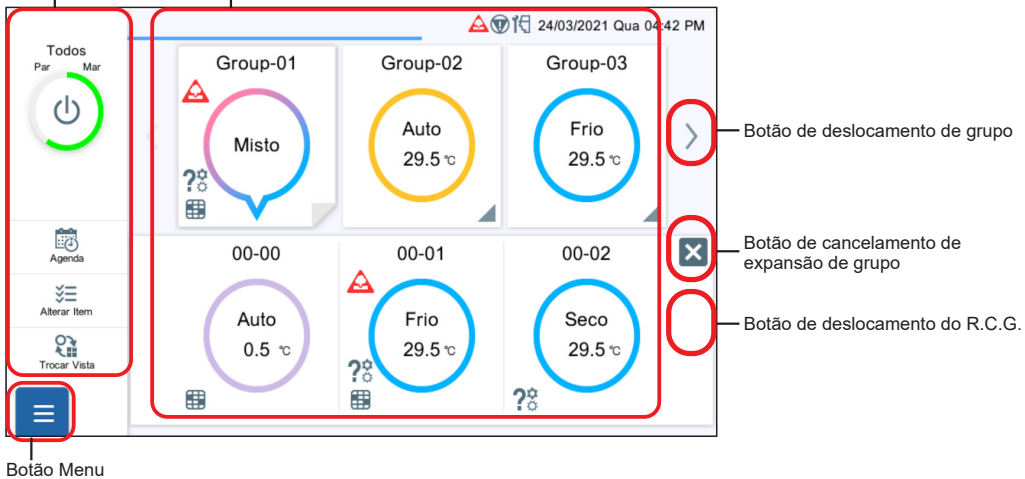 24/03/2021 Qua 04:42 PM
Todos
Par Mar
Agenda
Alterar Item
Trocar Vista
Group-01
Misto
Group-02
Auto
29.5 °C
Group-03
Frio
29.5 °C
00-00
Auto
0.5 °C
00-01
Frio
29.5 °C
00-02
Seco
29.5 °C
Botão de deslocamento de grupo
Botão de cancelamento de
expansão de grupo
Botão de deslocamento do R.C.G.
Botão Menu